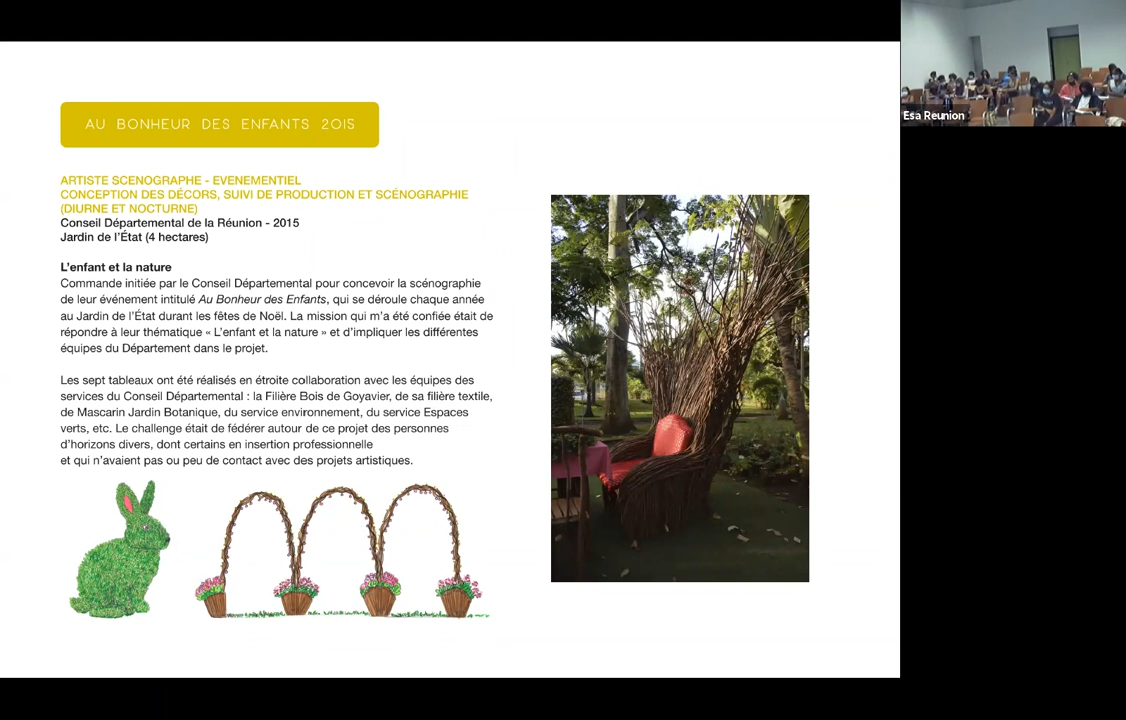 AU BONHEUR DES ENFANTS 2015
ARTISTE SCENOGRAPHE - EVENEMENTIEL
CONCEPTION DES DÉCORS, SUIVI DE PRODUCTION ET SCÉNOGRAPHIE
(DIURNE ET NOCTURNE)
Conseil Départemental de la Réunion - 2015
Jardin de l'État (4 hectares)
L'enfant et la nature
Commande initiée par le Conseil Départemental pour concevoir la scénographie
de leur événement intitulé Au Bonheur des Enfants, qui se déroule chaque année
au Jardin de l'État durant les fêtes de Noël. La mission qui m'a été confiée était de
répondre à leur thématique « L'enfant et la nature » et d'impliquer les différentes
équipes du Département dans le projet.
Les sept tableaux ont été réalisés en étroite collaboration avec les équipes des
services du Conseil Départemental : la Filière Bois de Goyavier, de sa filière textile,
de Mascarin Jardin Botanique, du service environnement, du service Espaces
verts, etc. Le challenge était de fédérer autour de ce projet des personnes
d'horizons divers, dont certains en insertion professionnelle
et qui n'avaient pas ou peu de contact avec des projets artistiques.
Esa Reunion